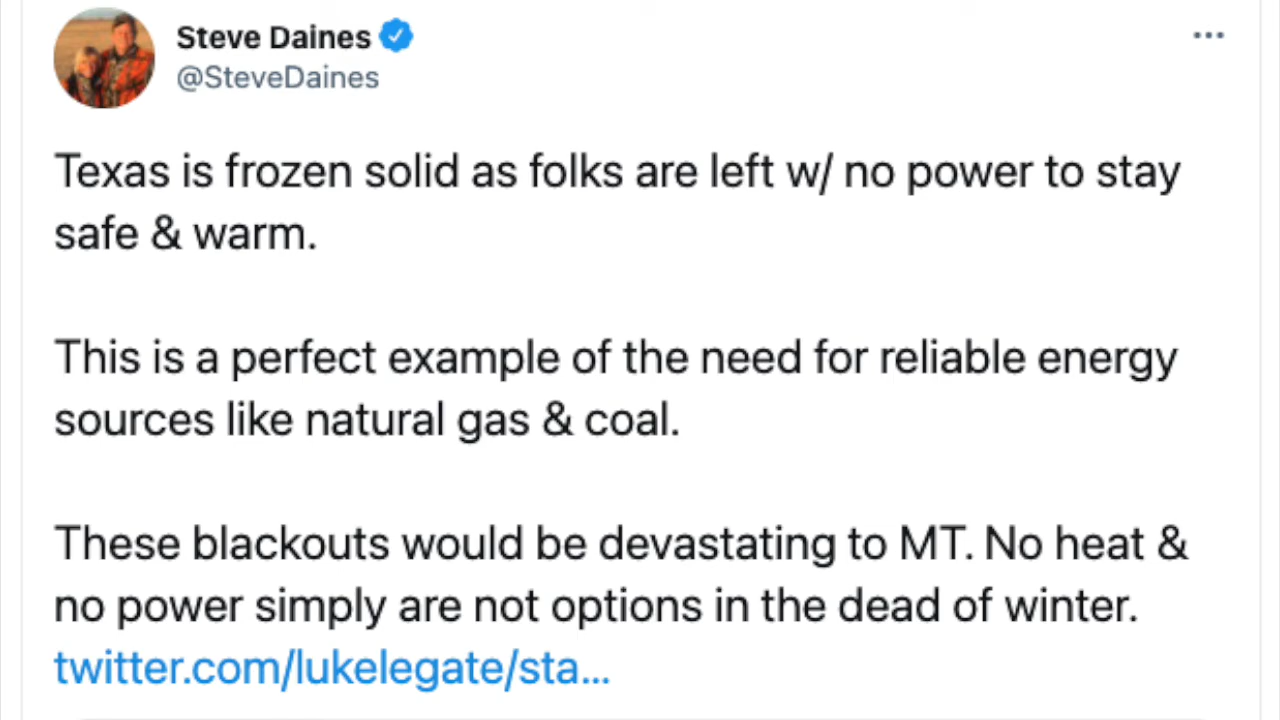 Steve Daines
@SteveDaines
Texas is frozen solid as folks are left w/ no power to stay
safe & warm.
This is a perfect example of the need for reliable energy
sources like natural gas & coal.
These blackouts would be devastating to MT. No heat &
no power simply are not options in the dead of winter.
twitter.com/lukelegate/sta...